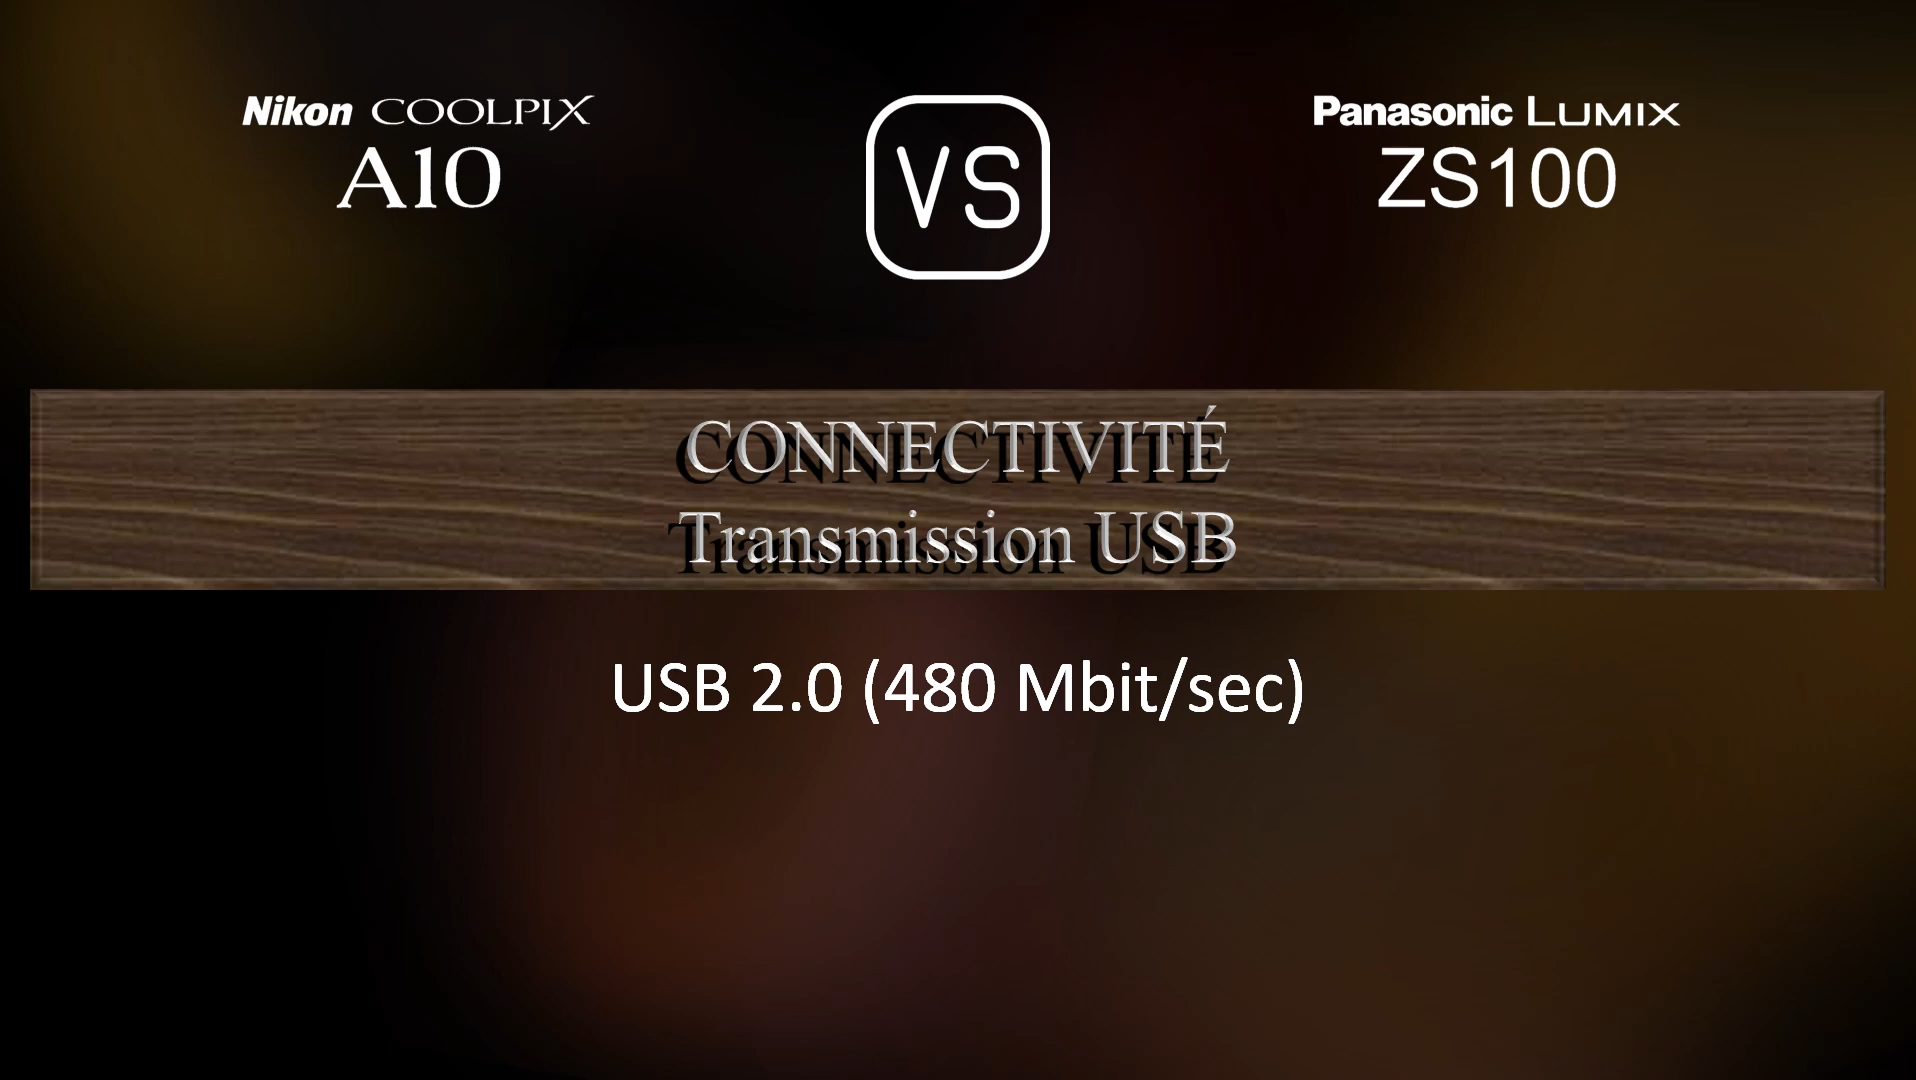 Nikon COOLPIX
A10
VS
Panasonic LUMIX
ZS100
CONNECTIVITÉ
Transmission USB
USB 2.0 (480 Mbit/sec)